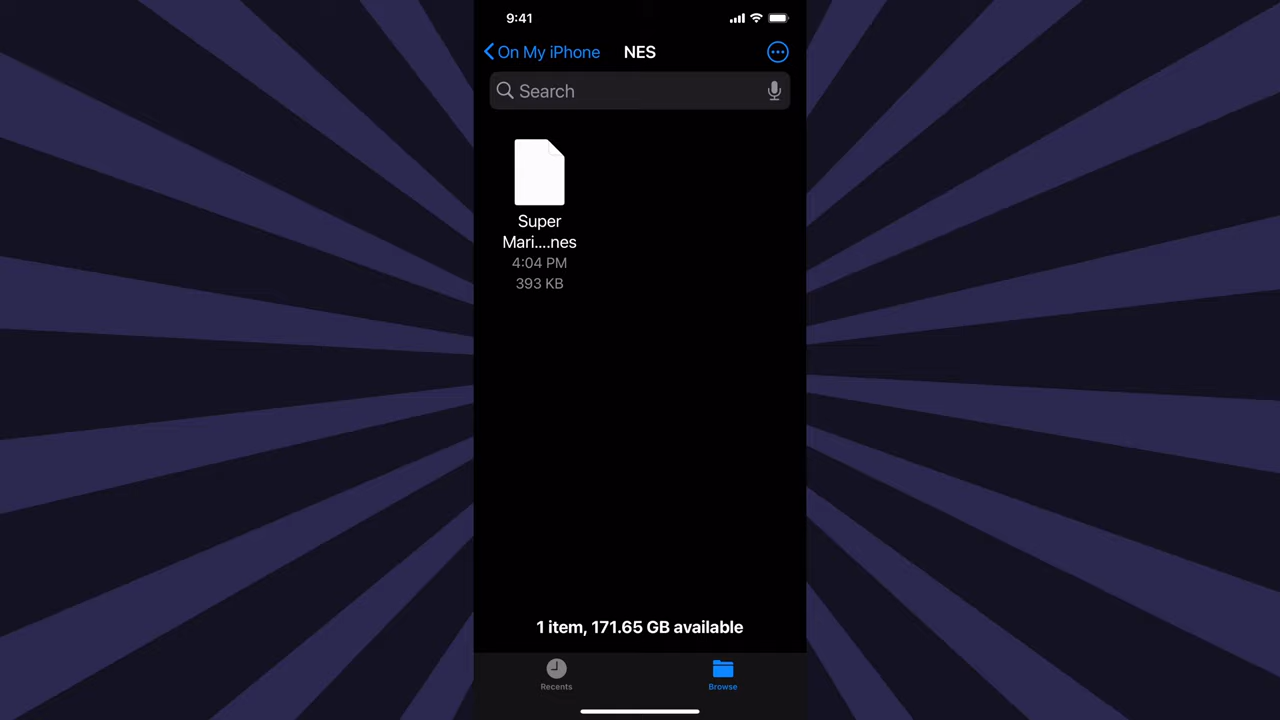 9:41
On My iPhone
NES
Search
Super
Mari....nes
4:04 PM
393 KB
1 item, 171.65 GB available
Recents
Browse